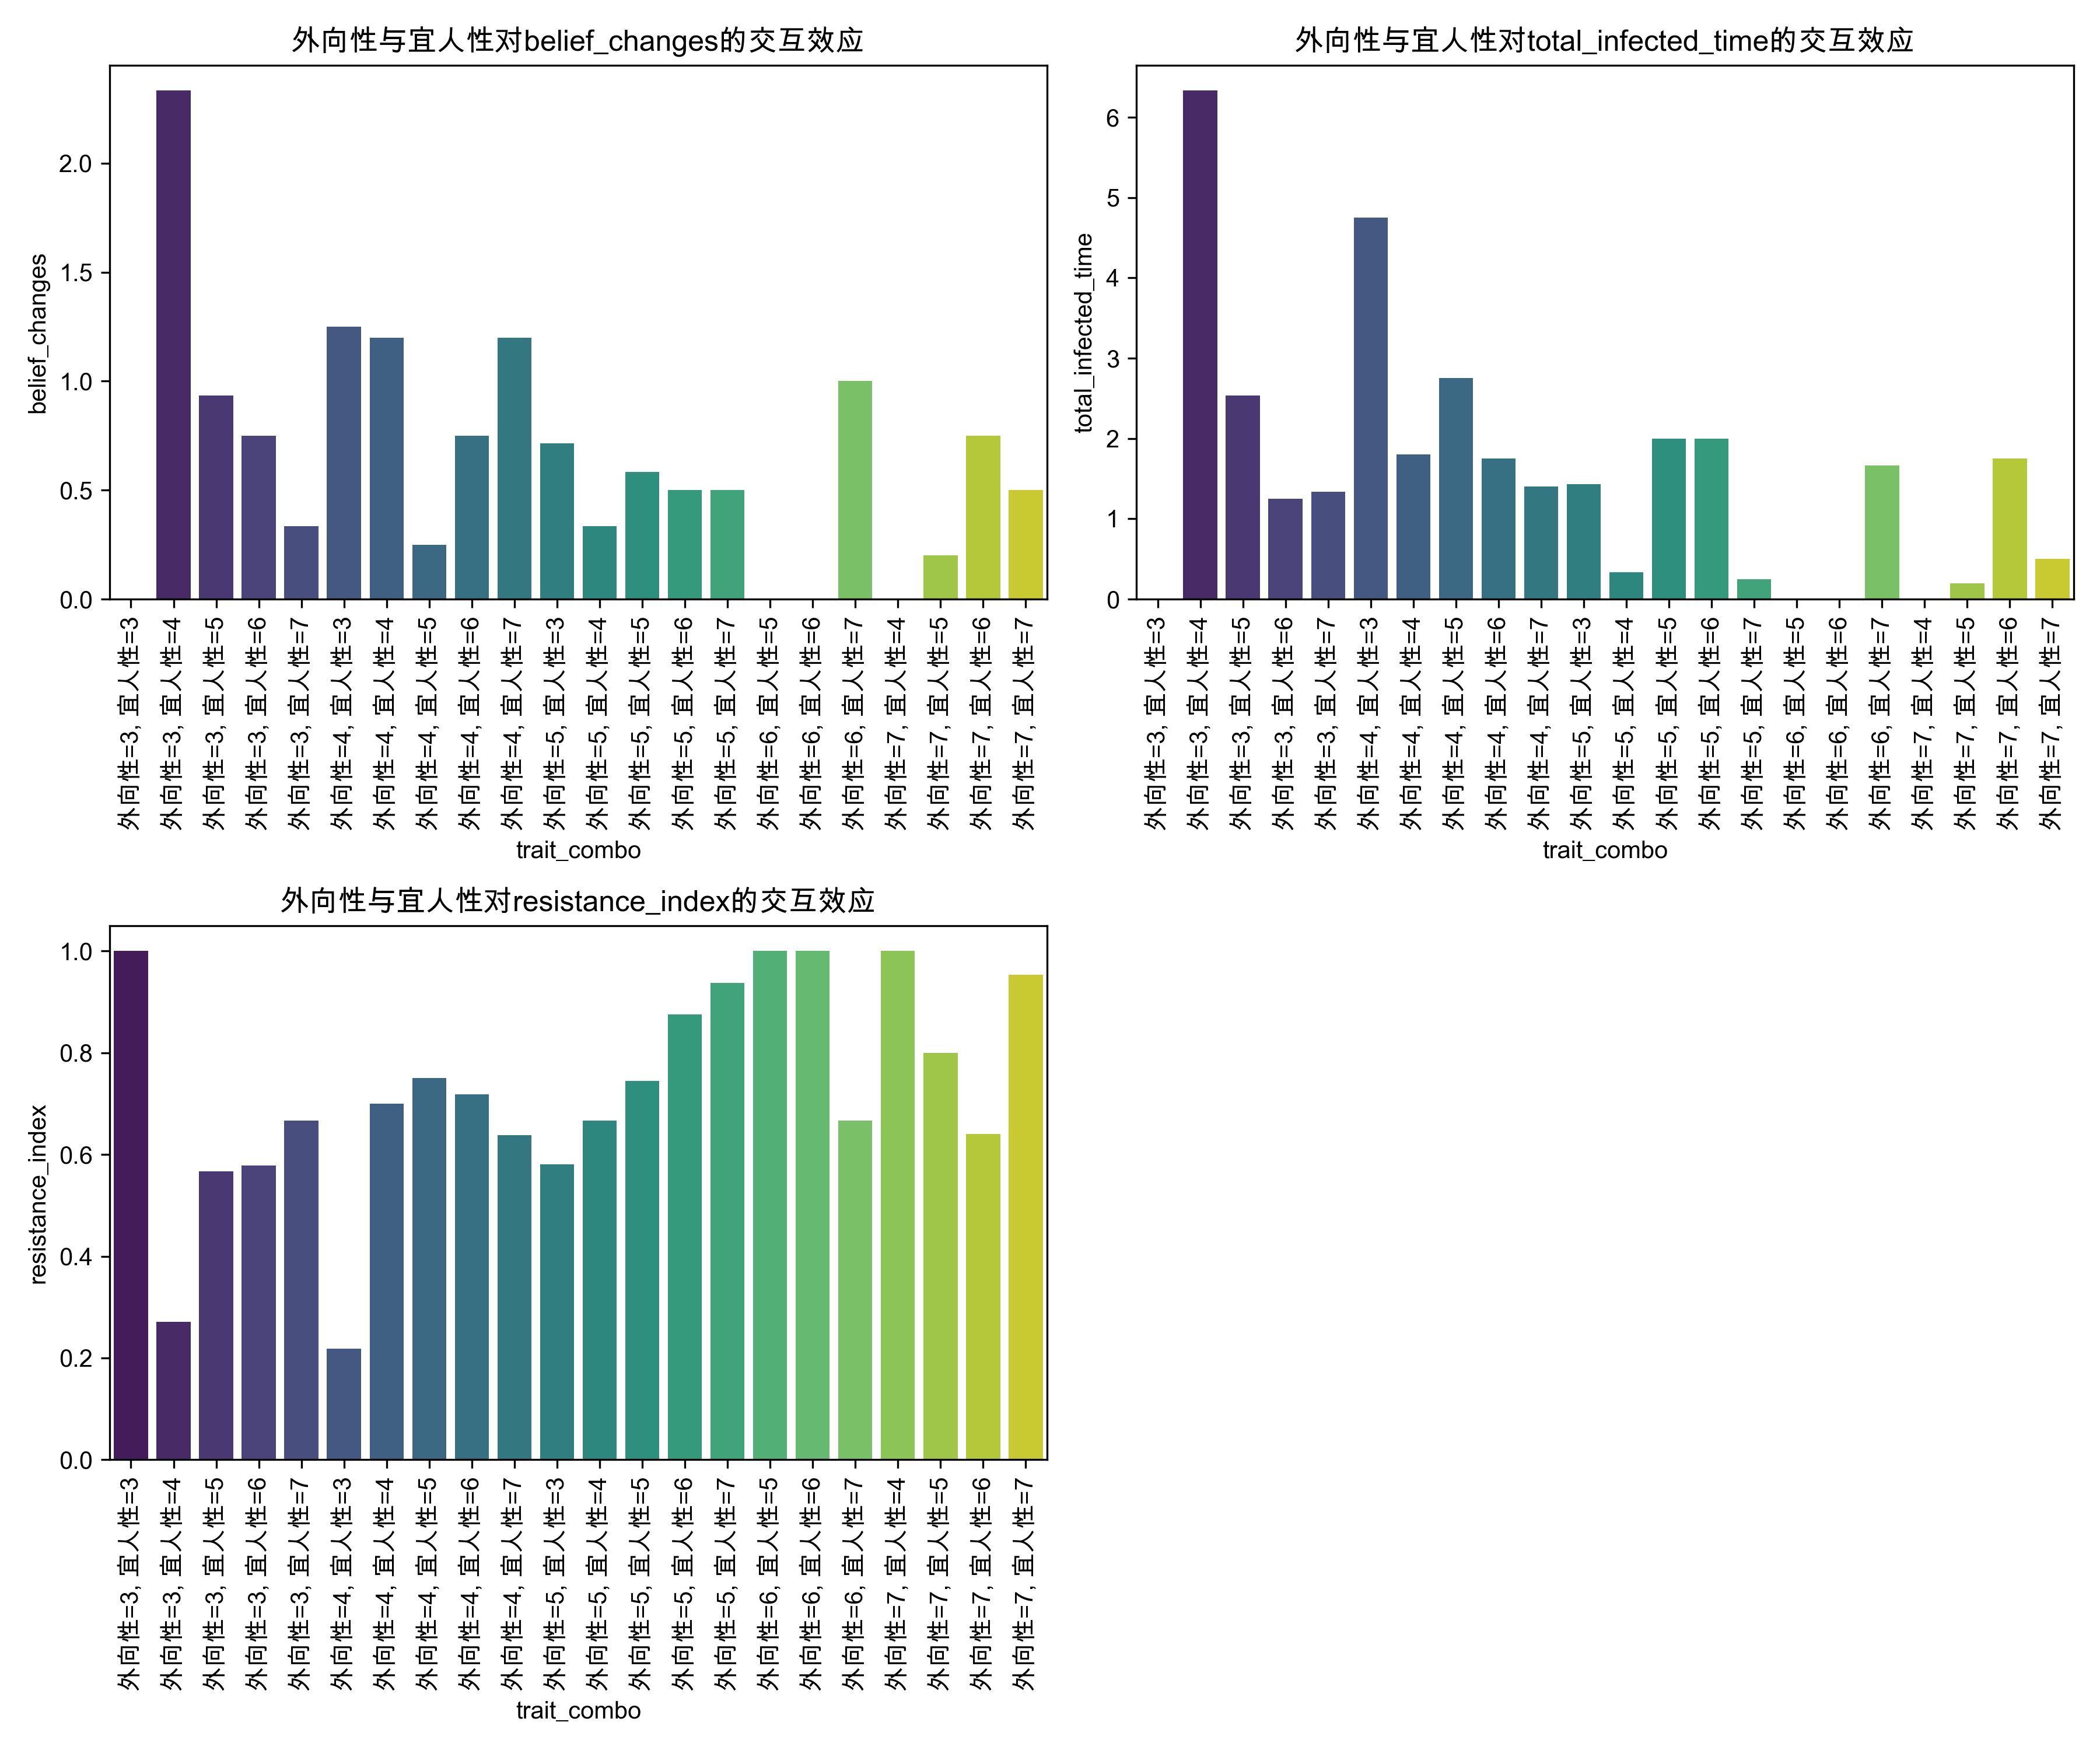 外向性与宜人性对belief_changes的交互效应
belief_changes
2.0
1.5
1.0
0.5
0.0
外向性=3, 宜人性=3
外向性=3, 宜人性=4
外向性=3, 宜人性=5
外向性=3, 宜人性=6
外向性=3, 宜人性=7
外向性=4, 宜人性=3
外向性=4, 宜人性=4
外向性=4, 宜人性=5
外向性=4, 宜人性=6
外向性=4, 宜人性=7
外向性=5, 宜人性=3
外向性=5, 宜人性=4
外向性=5, 宜人性=5
外向性=5, 宜人性=6
外向性=5, 宜人性=7
外向性=6, 宜人性=5
外向性=6, 宜人性=6
外向性=6, 宜人性=7
外向性=7, 宜人性=4
外向性=7, 宜人性=5
外向性=7, 宜人性=6
外向性=7, 宜人性=7
trait_combo
外向性与宜人性对total_infected_time的交互效应
total_infected_time
6
5
4
3
2
1
0
外向性=3, 宜人性=3
外向性=3, 宜人性=4
外向性=3, 宜人性=5
外向性=3, 宜人性=6
外向性=3, 宜人性=7
外向性=4, 宜人性=3
外向性=4, 宜人性=4
外向性=4, 宜人性=5
外向性=4, 宜人性=6
外向性=4, 宜人性=7
外向性=5, 宜人性=3
外向性=5, 宜人性=4
外向性=5, 宜人性=5
外向性=5, 宜人性=6
外向性=5, 宜人性=7
外向性=6, 宜人性=5
外向性=6, 宜人性=6
外向性=6, 宜人性=7
外向性=7, 宜人性=4
外向性=7, 宜人性=5
外向性=7, 宜人性=6
外向性=7, 宜人性=7
trait_combo
外向性与宜人性对resistance_index的交互效应
resistance_index
1.0
0.8
0.6
0.4
0.2
0.0
外向性=3, 宜人性=3
外向性=3, 宜人性=4
外向性=3, 宜人性=5
外向性=3, 宜人性=6
外向性=3, 宜人性=7
外向性=4, 宜人性=3
外向性=4, 宜人性=4
外向性=4, 宜人性=5
外向性=4, 宜人性=6
外向性=4, 宜人性=7
外向性=5, 宜人性=3
外向性=5, 宜人性=4
外向性=5, 宜人性=5
外向性=5, 宜人性=6
外向性=5, 宜人性=7
外向性=6, 宜人性=5
外向性=6, 宜人性=6
外向性=6, 宜人性=7
外向性=7, 宜人性=4
外向性=7, 宜人性=5
外向性=7, 宜人性=6
外向性=7, 宜人性=7
trait_combo